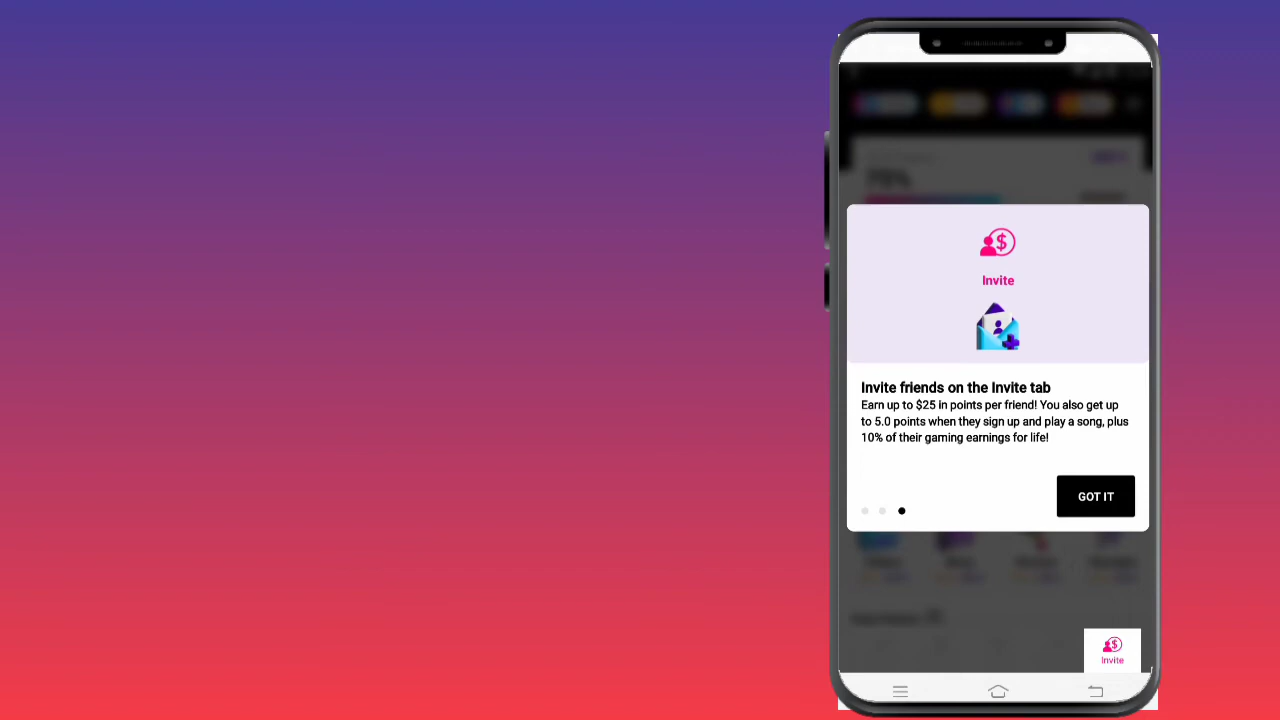 75%
Invite
Invite friends on the Invite tab
Earn up to $25 in points per friend! You also get up
to 5.0 points when they sign up and play a song, plus
10% of their gaming earnings for life!
GOT IT
Invite